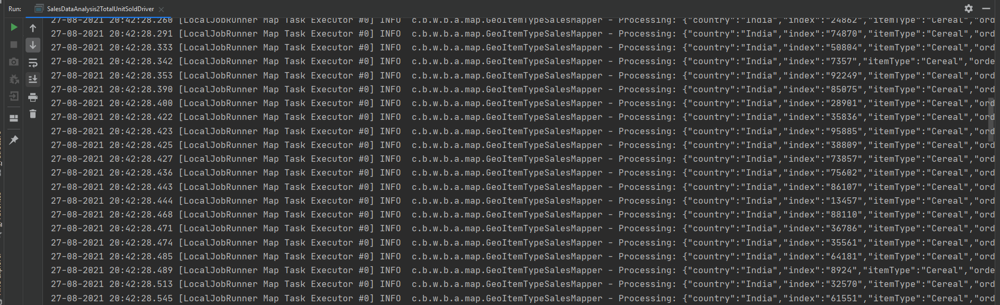 Run: SalesDataAnalysis2TotalUnitSoldDriver
27-08-2021 20:42:28.260 [LocalJobRunner Map Task Executor #0] INFO  c.b.w.b.a.map.GeoItemTypeSalesMapper - Processing: {"country":"India","index":"24862","itemType":"Cereal","ord
27-08-2021 20:42:28.291 [LocalJobRunner Map Task Executor #0] INFO  c.b.w.b.a.map.GeoItemTypeSalesMapper - Processing: {"country":"India","index":"74870","itemType":"Cereal","ord
27-08-2021 20:42:28.333 [LocalJobRunner Map Task Executor #0] INFO  c.b.w.b.a.map.GeoItemTypeSalesMapper - Processing: {"country":"India","index":"50804","itemType":"Cereal","ord
27-08-2021 20:42:28.342 [LocalJobRunner Map Task Executor #0] INFO  c.b.w.b.a.map.GeoItemTypeSalesMapper - Processing: {"country":"India","index":"7357","itemType":"Cereal","orde
27-08-2021 20:42:28.353 [LocalJobRunner Map Task Executor #0] INFO  c.b.w.b.a.map.GeoItemTypeSalesMapper - Processing: {"country":"India","index":"92249","itemType":"Cereal","ord
27-08-2021 20:42:28.390 [LocalJobRunner Map Task Executor #0] INFO  c.b.w.b.a.map.GeoItemTypeSalesMapper - Processing: {"country":"India","index":"85075","itemType":"Cereal","ord
27-08-2021 20:42:28.400 [LocalJobRunner Map Task Executor #0] INFO  c.b.w.b.a.map.GeoItemTypeSalesMapper - Processing: {"country":"India","index":"28901","itemType":"Cereal","ord
27-08-2021 20:42:28.422 [LocalJobRunner Map Task Executor #0] INFO  c.b.w.b.a.map.GeoItemTypeSalesMapper - Processing: {"country":"India","index":"35836","itemType":"Cereal","ord
27-08-2021 20:42:28.423 [LocalJobRunner Map Task Executor #0] INFO  c.b.w.b.a.map.GeoItemTypeSalesMapper - Processing: {"country":"India","index":"95885","itemType":"Cereal","ord
27-08-2021 20:42:28.425 [LocalJobRunner Map Task Executor #0] INFO  c.b.w.b.a.map.GeoItemTypeSalesMapper - Processing: {"country":"India","index":"38809","itemType":"Cereal","ord
27-08-2021 20:42:28.427 [LocalJobRunner Map Task Executor #0] INFO  c.b.w.b.a.map.GeoItemTypeSalesMapper - Processing: {"country":"India","index":"73857","itemType":"Cereal","ord
27-08-2021 20:42:28.436 [LocalJobRunner Map Task Executor #0] INFO  c.b.w.b.a.map.GeoItemTypeSalesMapper - Processing: {"country":"India","index":"75602","itemType":"Cereal","ord
27-08-2021 20:42:28.443 [LocalJobRunner Map Task Executor #0] INFO  c.b.w.b.a.map.GeoItemTypeSalesMapper - Processing: {"country":"India","index":"86107","itemType":"Cereal","ord
27-08-2021 20:42:28.444 [LocalJobRunner Map Task Executor #0] INFO  c.b.w.b.a.map.GeoItemTypeSalesMapper - Processing: {"country":"India","index":"13457","itemType":"Cereal","ord
27-08-2021 20:42:28.468 [LocalJobRunner Map Task Executor #0] INFO  c.b.w.b.a.map.GeoItemTypeSalesMapper - Processing: {"country":"India","index":"88110","itemType":"Cereal","ord
27-08-2021 20:42:28.471 [LocalJobRunner Map Task Executor #0] INFO  c.b.w.b.a.map.GeoItemTypeSalesMapper - Processing: {"country":"India","index":"36786","itemType":"Cereal","ord
27-08-2021 20:42:28.474 [LocalJobRunner Map Task Executor #0] INFO  c.b.w.b.a.map.GeoItemTypeSalesMapper - Processing: {"country":"India","index":"35561","itemType":"Cereal","ord
27-08-2021 20:42:28.485 [LocalJobRunner Map Task Executor #0] INFO  c.b.w.b.a.map.GeoItemTypeSalesMapper - Processing: {"country":"India","index":"64181","itemType":"Cereal","ord
27-08-2021 20:42:28.489 [LocalJobRunner Map Task Executor #0] INFO  c.b.w.b.a.map.GeoItemTypeSalesMapper - Processing: {"country":"India","index":"8924","itemType":"Cereal","orde
27-08-2021 20:42:28.513 [LocalJobRunner Map Task Executor #0] INFO  c.b.w.b.a.map.GeoItemTypeSalesMapper - Processing: {"country":"India","index":"32570","itemType":"Cereal","ord
27-08-2021 20:42:28.545 [LocalJobRunner Map Task Executor #0] INFO  c.b.w.b.a.map.GeoItemTypeSalesMapper - Processing: {"country":"India","index":"61551","itemType":"Cereal","ord